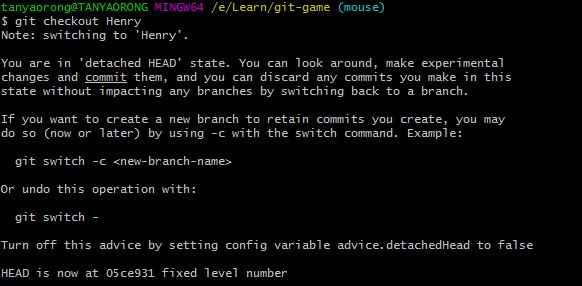 tanyaorong@TANYAORONG MINGW64 /e/Learn/git-game (mouse)
$ git checkout Henry
Note: switching to 'Henry'.
You are in 'detached HEAD' state. You can look around, make experimental
changes and commit them, and you can discard any commits you make in this
state without impacting any branches by switching back to a branch.
If you want to create a new branch to retain commits you create, you may
do so (now or later) by using -c with the switch command. Example:
git switch -c <new-branch-name>
Or undo this operation with:
git switch -
Turn off this advice by setting config variable advice.detachedHead to false
HEAD is now at 05ce931 fixed level number